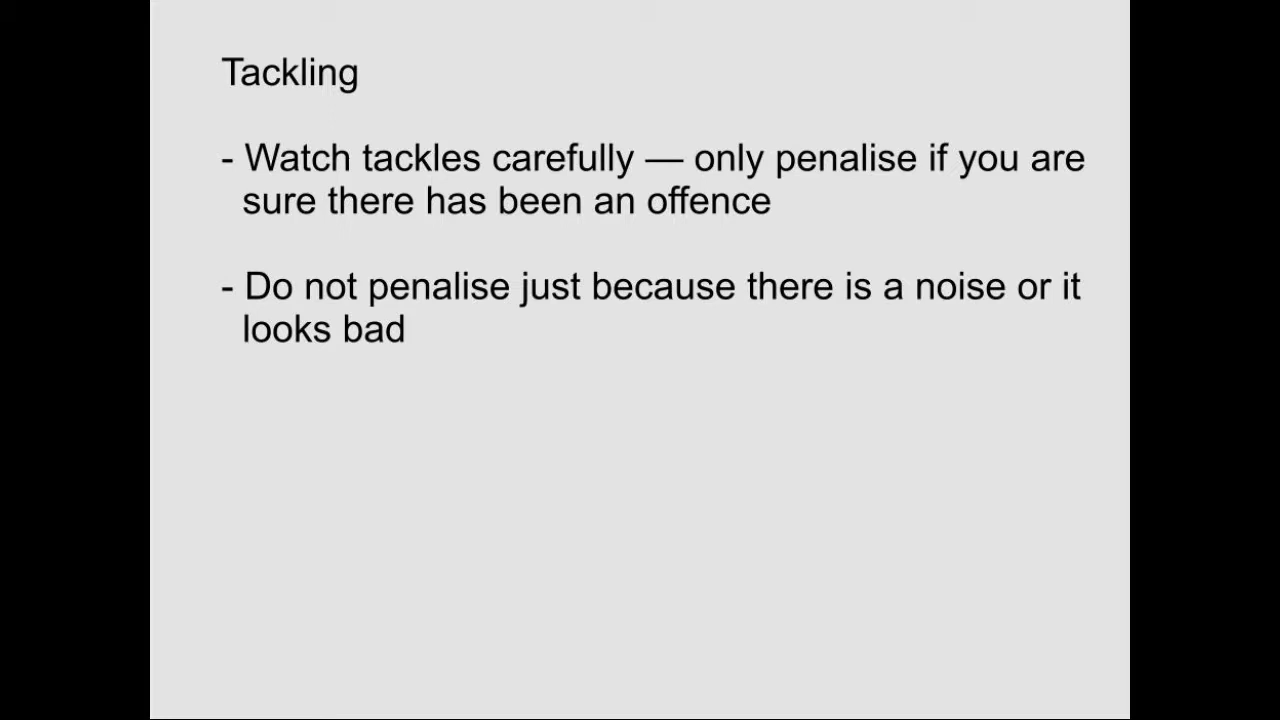 Tackling
- Watch tackles carefully — only penalise if you are
sure there has been an offence
- Do not penalise just because there is a noise or it
looks bad